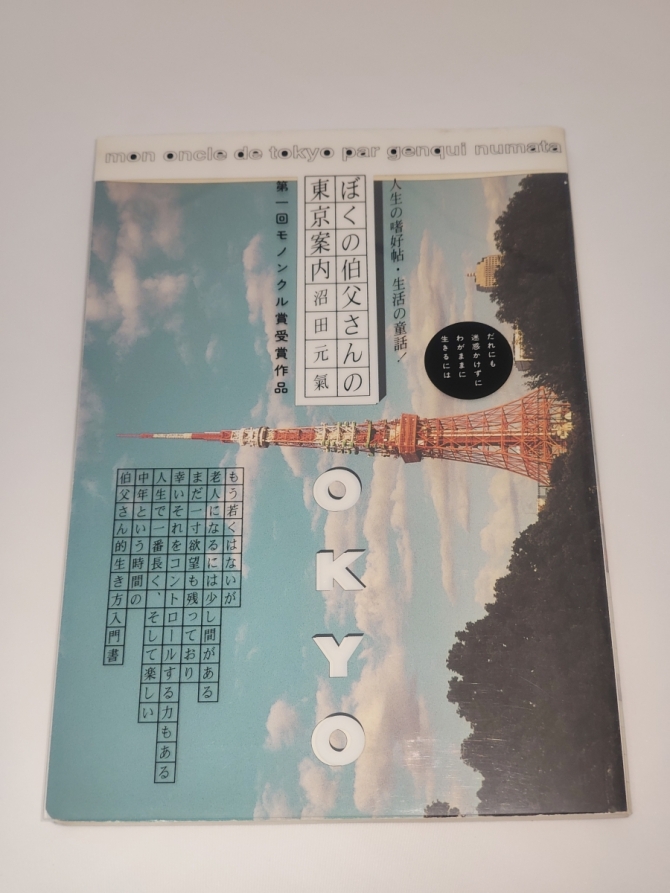 mon oncle de tokyo par genqui numata
人生の嗜好帖・生活の童話！
ぼくの伯父さんの
東京案内
沼田元氣
第一回モノンクル賞受賞作品
だれにも
迷惑かけずに
わがままに
生きるには
OKYO
もう若くはないが
老人になるには少し間がある
まだ一寸欲望も残っており
幸いそれをコントロールする力もある
人生で一番長く、そして楽しい
中年という時間の
伯父さん的生き方入門書